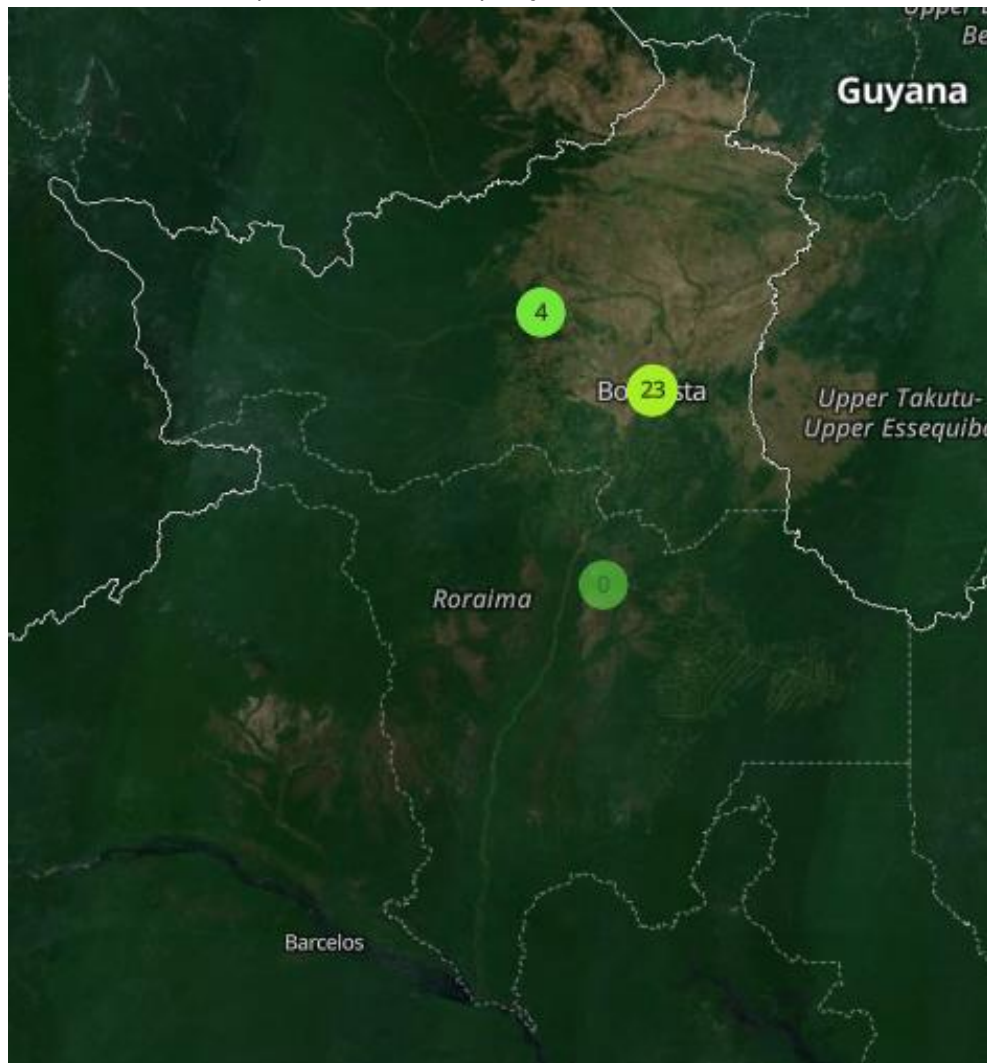 Guyana
4
23
Upper Takutu-
Upper Essequibo
0
Roraima
Barcelos